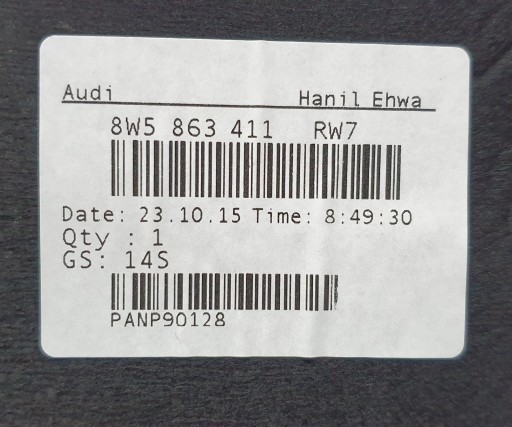 Audi Hanil Ehwa
8W5 863 411 RW7
Date: 23.10.15 Time: 8:49:30
Qty : 1
GS: 14S
PANP90128